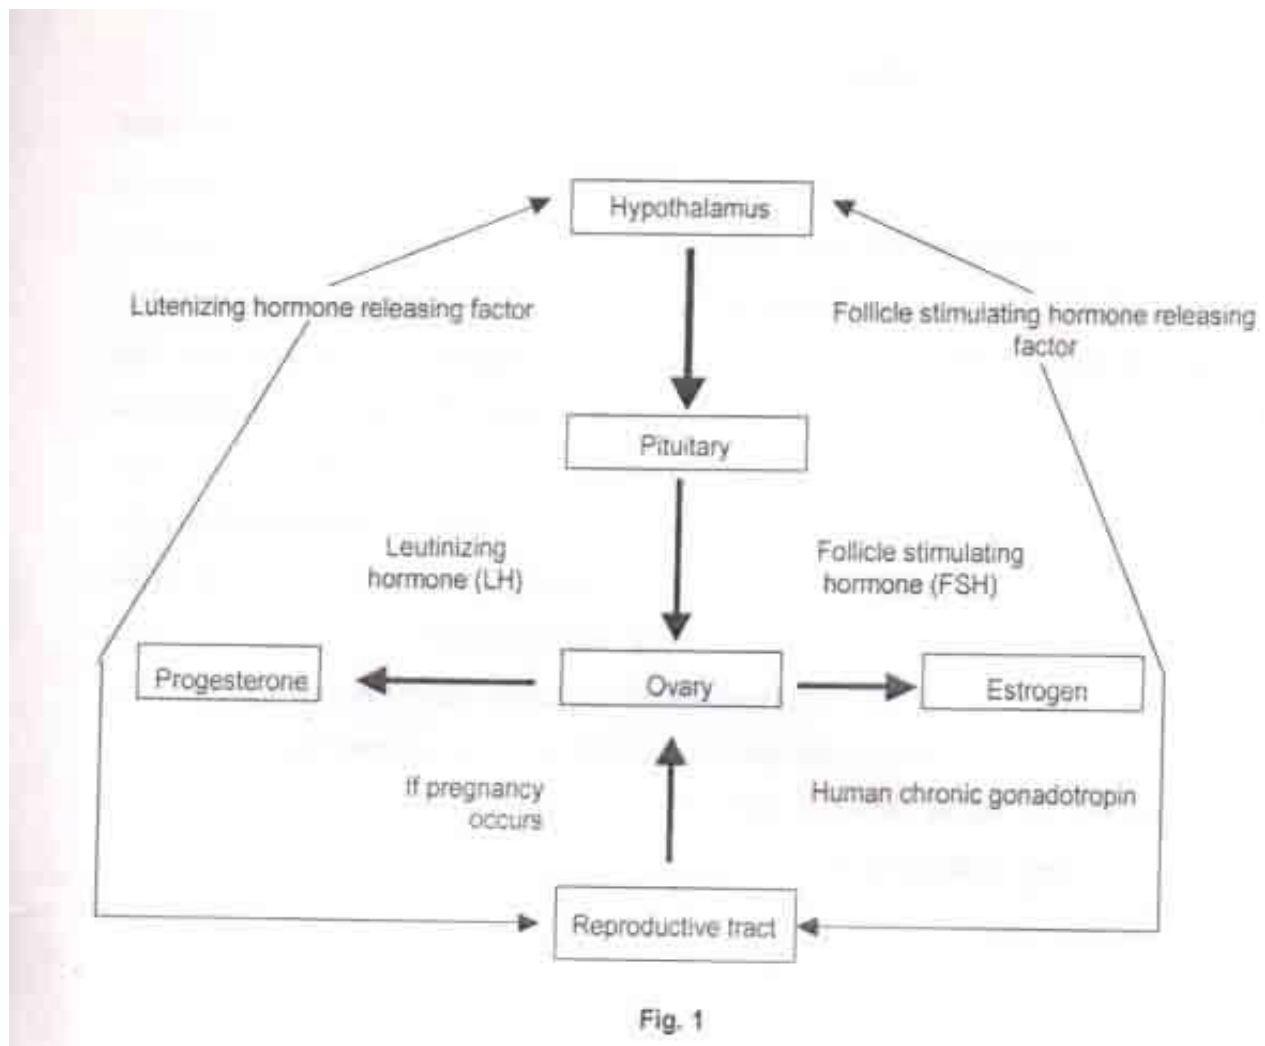 Hypothalamus
Lutenizing hormone releasing factor
Follicle stimulating hormone releasing
factor
Pituitary
Leutinizing
hormone (LH)
Follicle stimulating
hormone (FSH)
Progesterone
Ovary
Estrogen
If pregnancy
occurs
Human chronic gonadotropin
Reproductive tract
Fig. 1